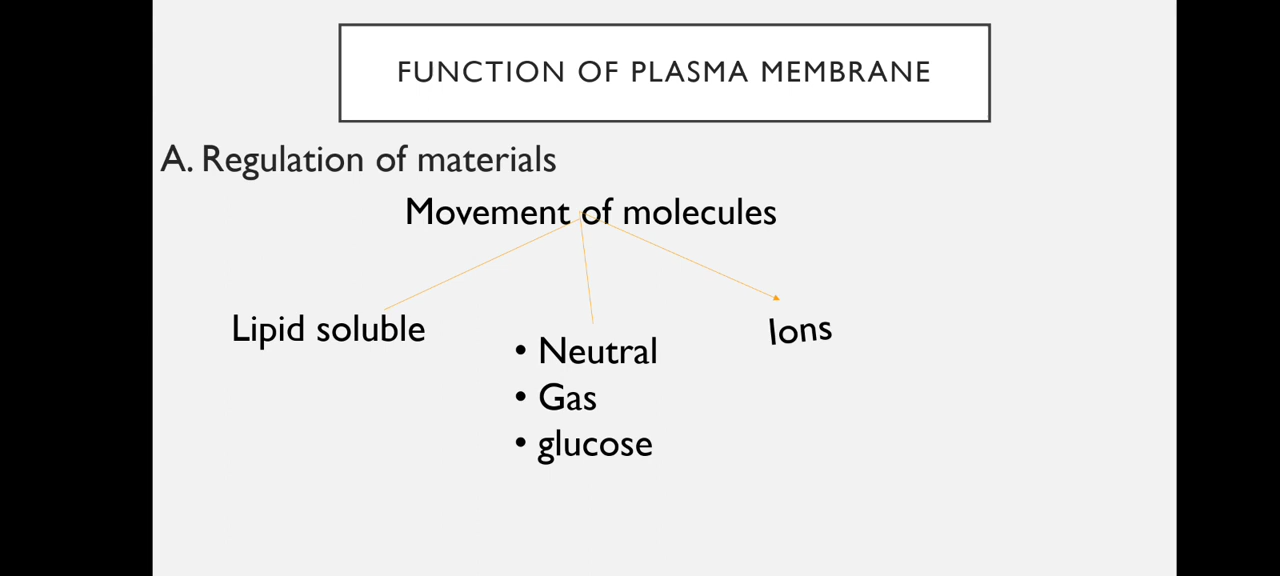 FUNCTION OF PLASMA MEMBRANE
A. Regulation of materials
Movement of molecules
Lipid soluble
• Neutral
• Gas
• glucose
Ions